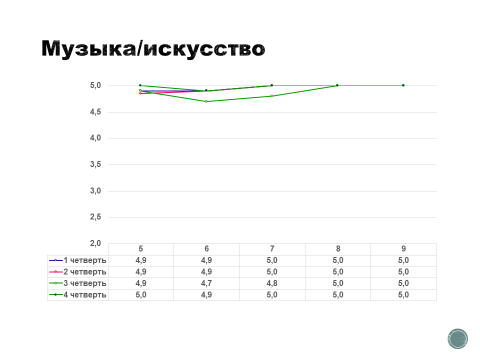 Музыка/искусство
5,0
4,5
4,0
3,5
3,0
2,5
2,0
5 6 7 8 9
1 четверть 4,9 4,9 5,0 5,0 5,0
2 четверть 4,9 4,9 5,0 5,0 5,0
3 четверть 4,9 4,7 4,8 5,0 5,0
4 четверть 5,0 4,9 5,0 5,0 5,0